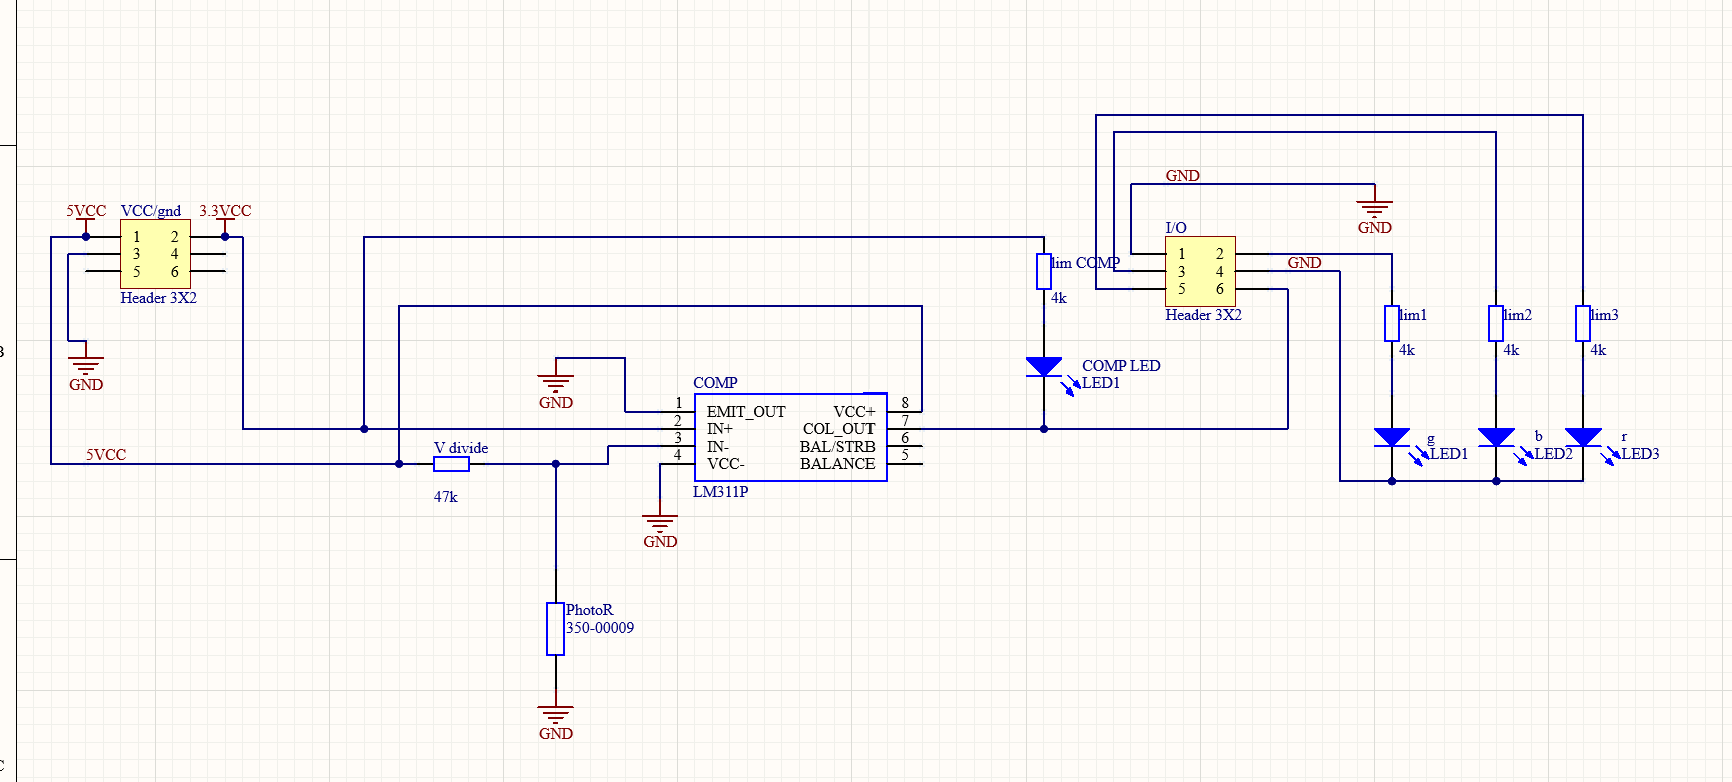 GND
I/O
1 2
3 4
5 6
Header 3X2
GND
GND
5VCC
VCC/gnd
3.3VCC
1 2
3 4
5 6
Header 3X2
GND
lim COMP
4k
lim1
4k
lim2
4k
lim3
4k
COMP LED
LED1
GND
COMP
1 EMIT_OUT VCC+ 8
2 IN+ COL_OUT 7
3 IN- BAL/STRB 6
4 VCC- BALANCE 5
LM311P
g
LED1
b
LED2
r
LED3
5VCC
V divide
47k
GND
PhotoR
350-00009
GND